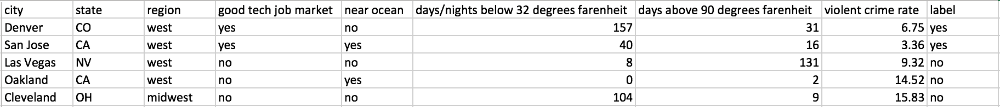 city state region good tech job market near ocean days/nights below 32 degrees farenheit days above 90 degrees farenheit violent crime rate label
Denver CO west yes no 157 31 6.75 yes
San Jose CA west yes yes 40 16 3.36 yes
Las Vegas NV west no no 8 131 9.32 no
Oakland CA west no yes 0 2 14.52 no
Cleveland OH midwest no no 104 9 15.83 no